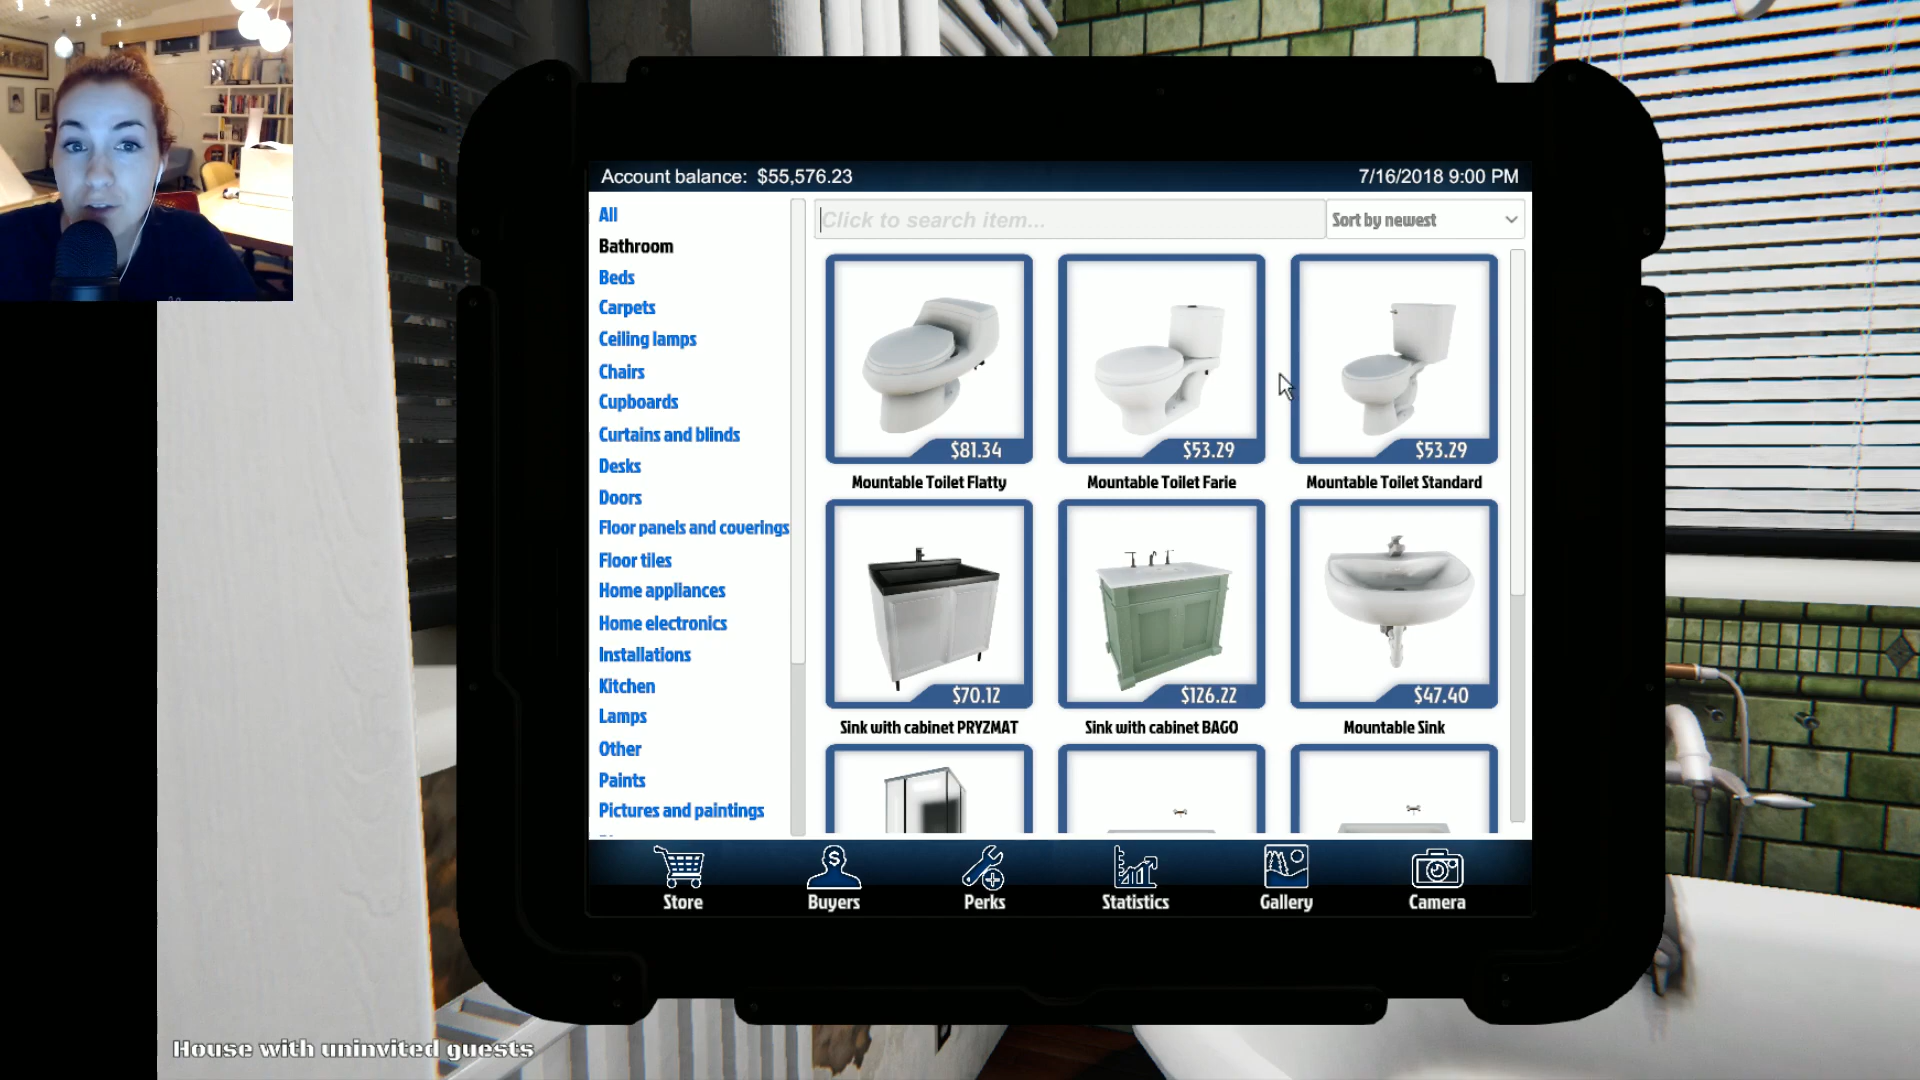 Account balance: $55,576.23
7/16/2018 9:00 PM
All
Bathroom
Beds
Carpets
Ceiling lamps
Chairs
Cupboards
Curtains and blinds
Desks
Doors
Floor panels and coverings
Floor tiles
Home appliances
Home electronics
Installations
Kitchen
Lamps
Other
Paints
Pictures and paintings
Click to search item...
Sort by newest
$81.34
$53.29
$53.29
Mountable Toilet Flatty
Mountable Toilet Farie
Mountable Toilet Standard
$70.12
$126.22
$47.40
Sink with cabinet PRYZMAT
Sink with cabinet BAGO
Mountable Sink
Store
Buyers
Perks
Statistics
Gallery
Camera
House with uninvited guests